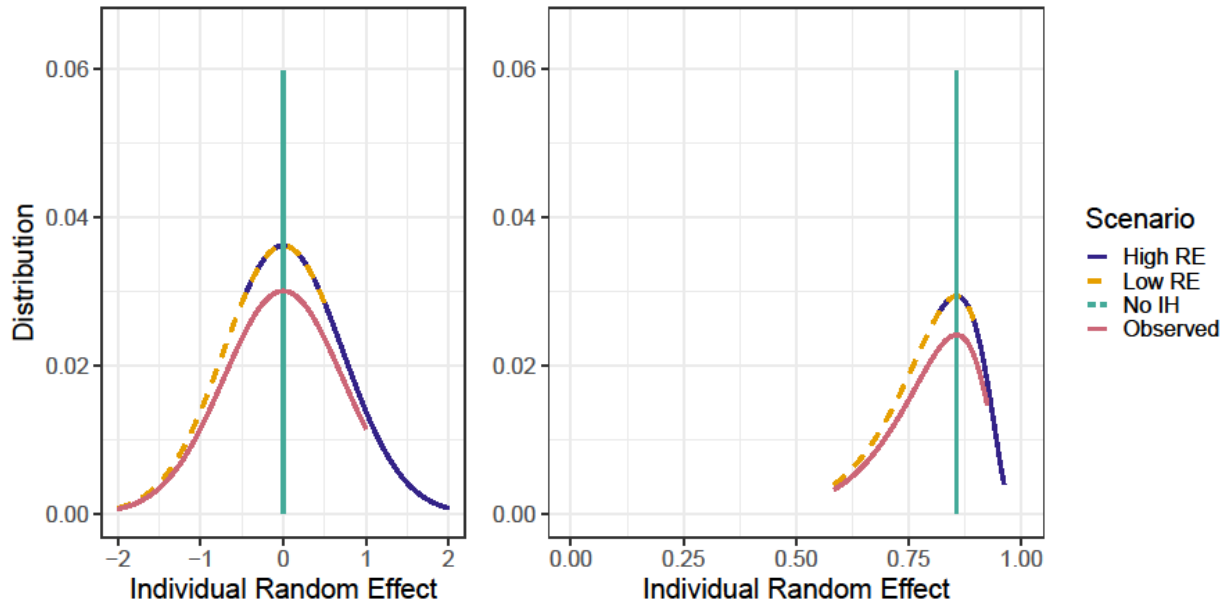 Distribution
0.06
0.04
0.02
0.00
−2
−1
0
1
2
Individual Random Effect
0.06
0.04
0.02
0.00
0.00
0.25
0.50
0.75
1.00
Individual Random Effect
Scenario
High RE
Low RE
No IH
Observed